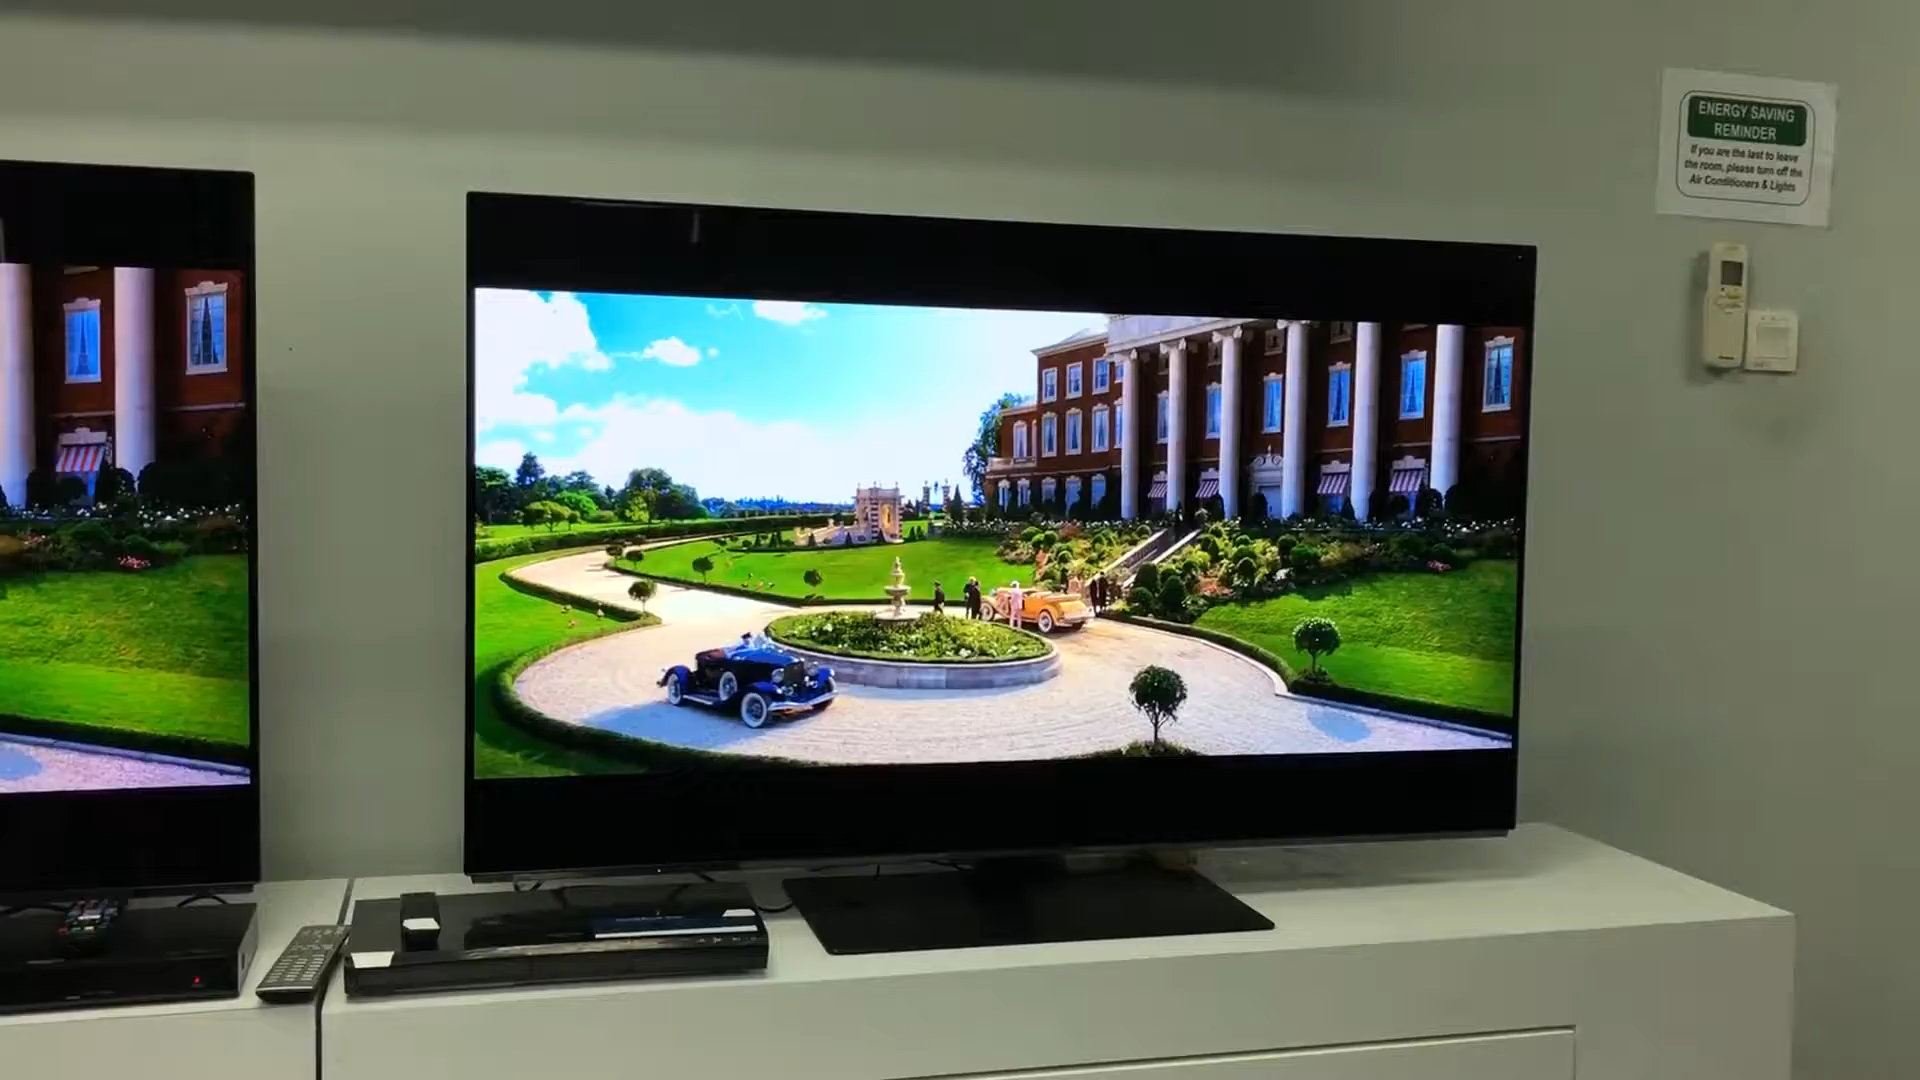 ENERGY SAVING
REMINDER
If you are the last to leave
the room, please turn off the
Air Conditioners & Lights